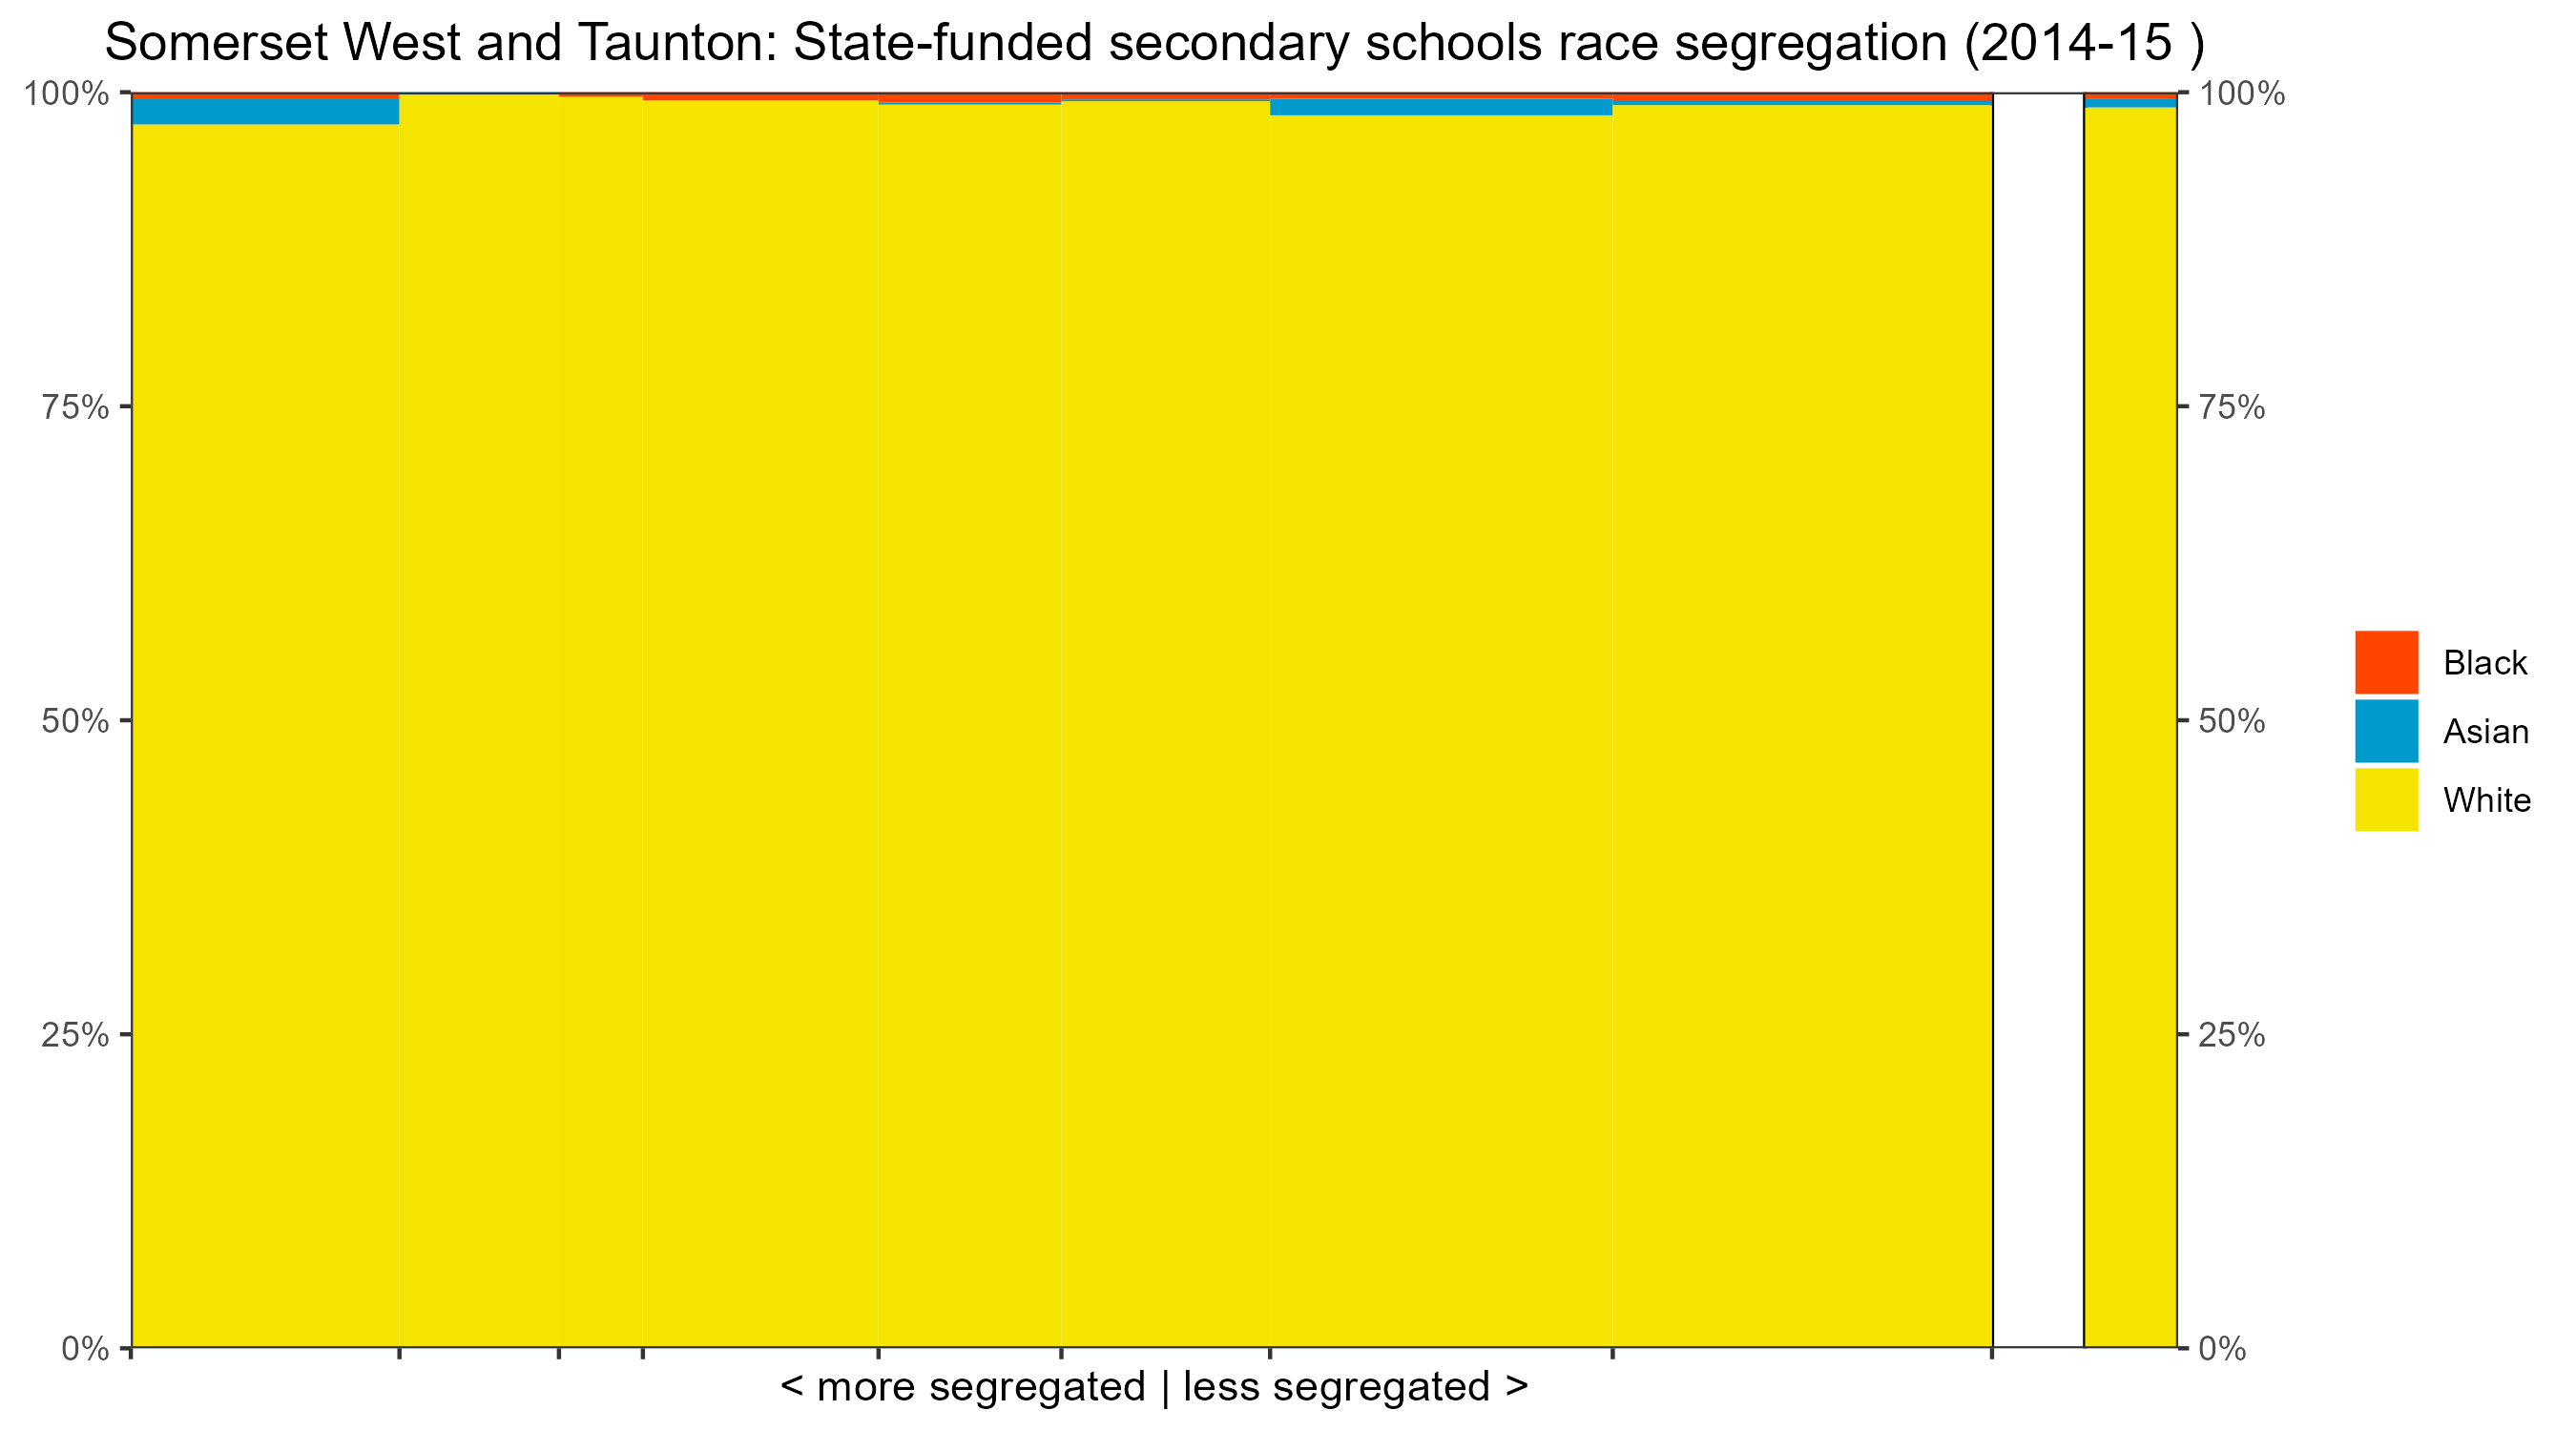 Somerset West and Taunton: State-funded secondary schools race segregation (2014-15 )
100%
75%
50%
25%
0%
100%
75%
50%
25%
0%
Black
Asian
White
< more segregated | less segregated >